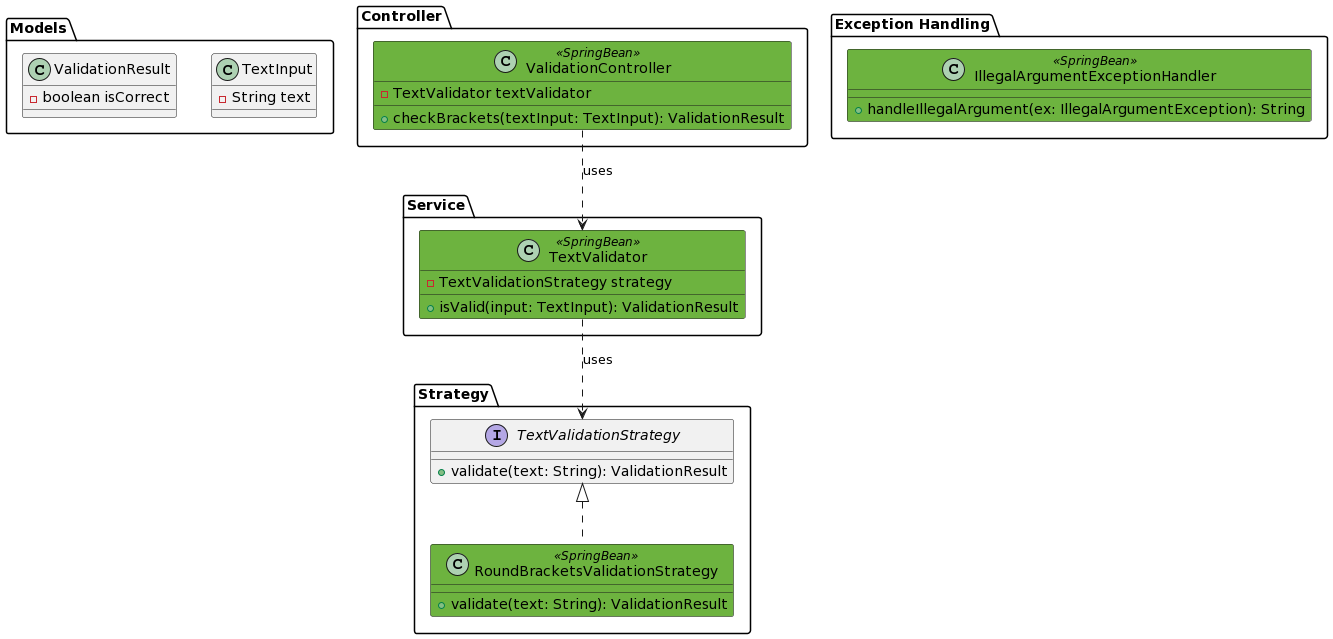 Models
C ValidationResult
boolean isCorrect
C TextInput
String text
Controller
«SpringBean»
C ValidationController
TextValidator textValidator
checkBrackets(textInput: TextInput): ValidationResult
Exception Handling
«SpringBean»
C IllegalArgumentExceptionHandler
handleIllegalArgument(ex: IllegalArgumentException): String
uses
Service
«SpringBean»
C TextValidator
TextValidationStrategy strategy
isValid(input: TextInput): ValidationResult
uses
Strategy
I TextValidationStrategy
validate(text: String): ValidationResult
«SpringBean»
C RoundBracketsValidationStrategy
validate(text: String): ValidationResult